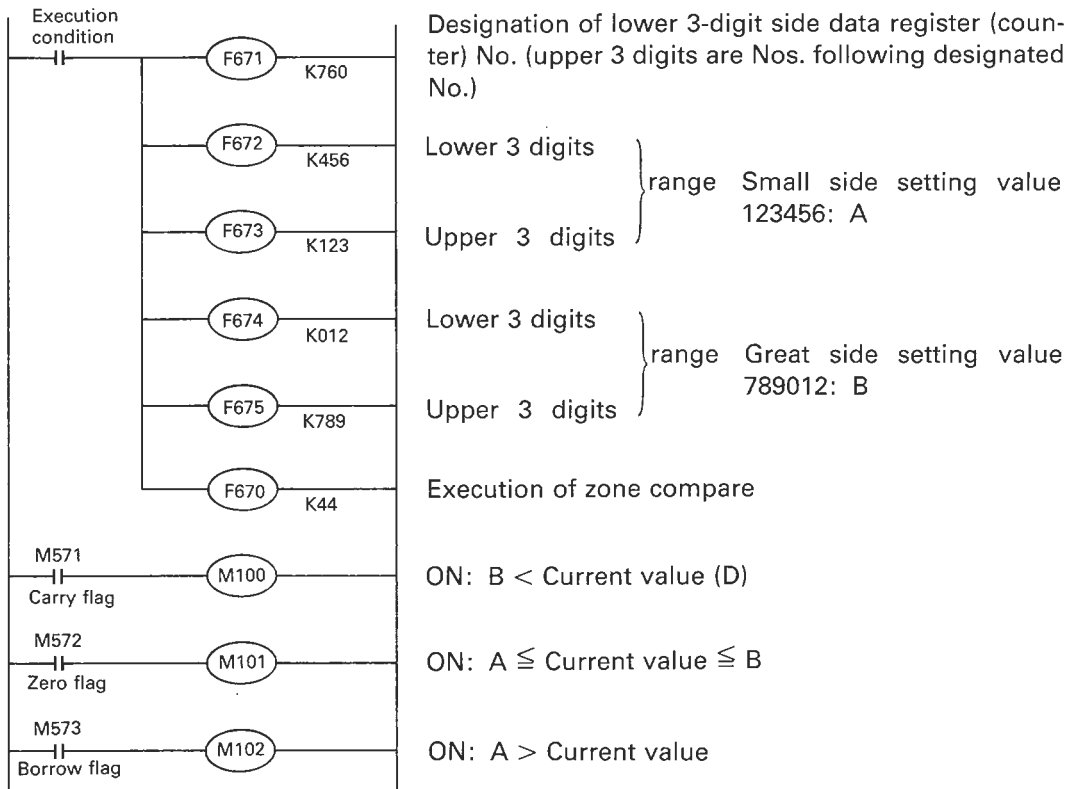 Execution
condition
F671
K760
Designation of lower 3-digit side data register (coun-
ter) No. (upper 3 digits are Nos. following designated
No.)
F672
K456
Lower 3 digits
range Small side setting value
123456: A
F673
K123
Upper 3 digits
F674
K012
Lower 3 digits
range Great side setting value
789012: B
F675
K789
Upper 3 digits
F670
K44
Execution of zone compare
M571
Carry flag
M100
ON: B < Current value (D)
M572
Zero flag
M101
ON: A ≦ Current value ≦ B
M573
Borrow flag
M102
ON: A > Current value